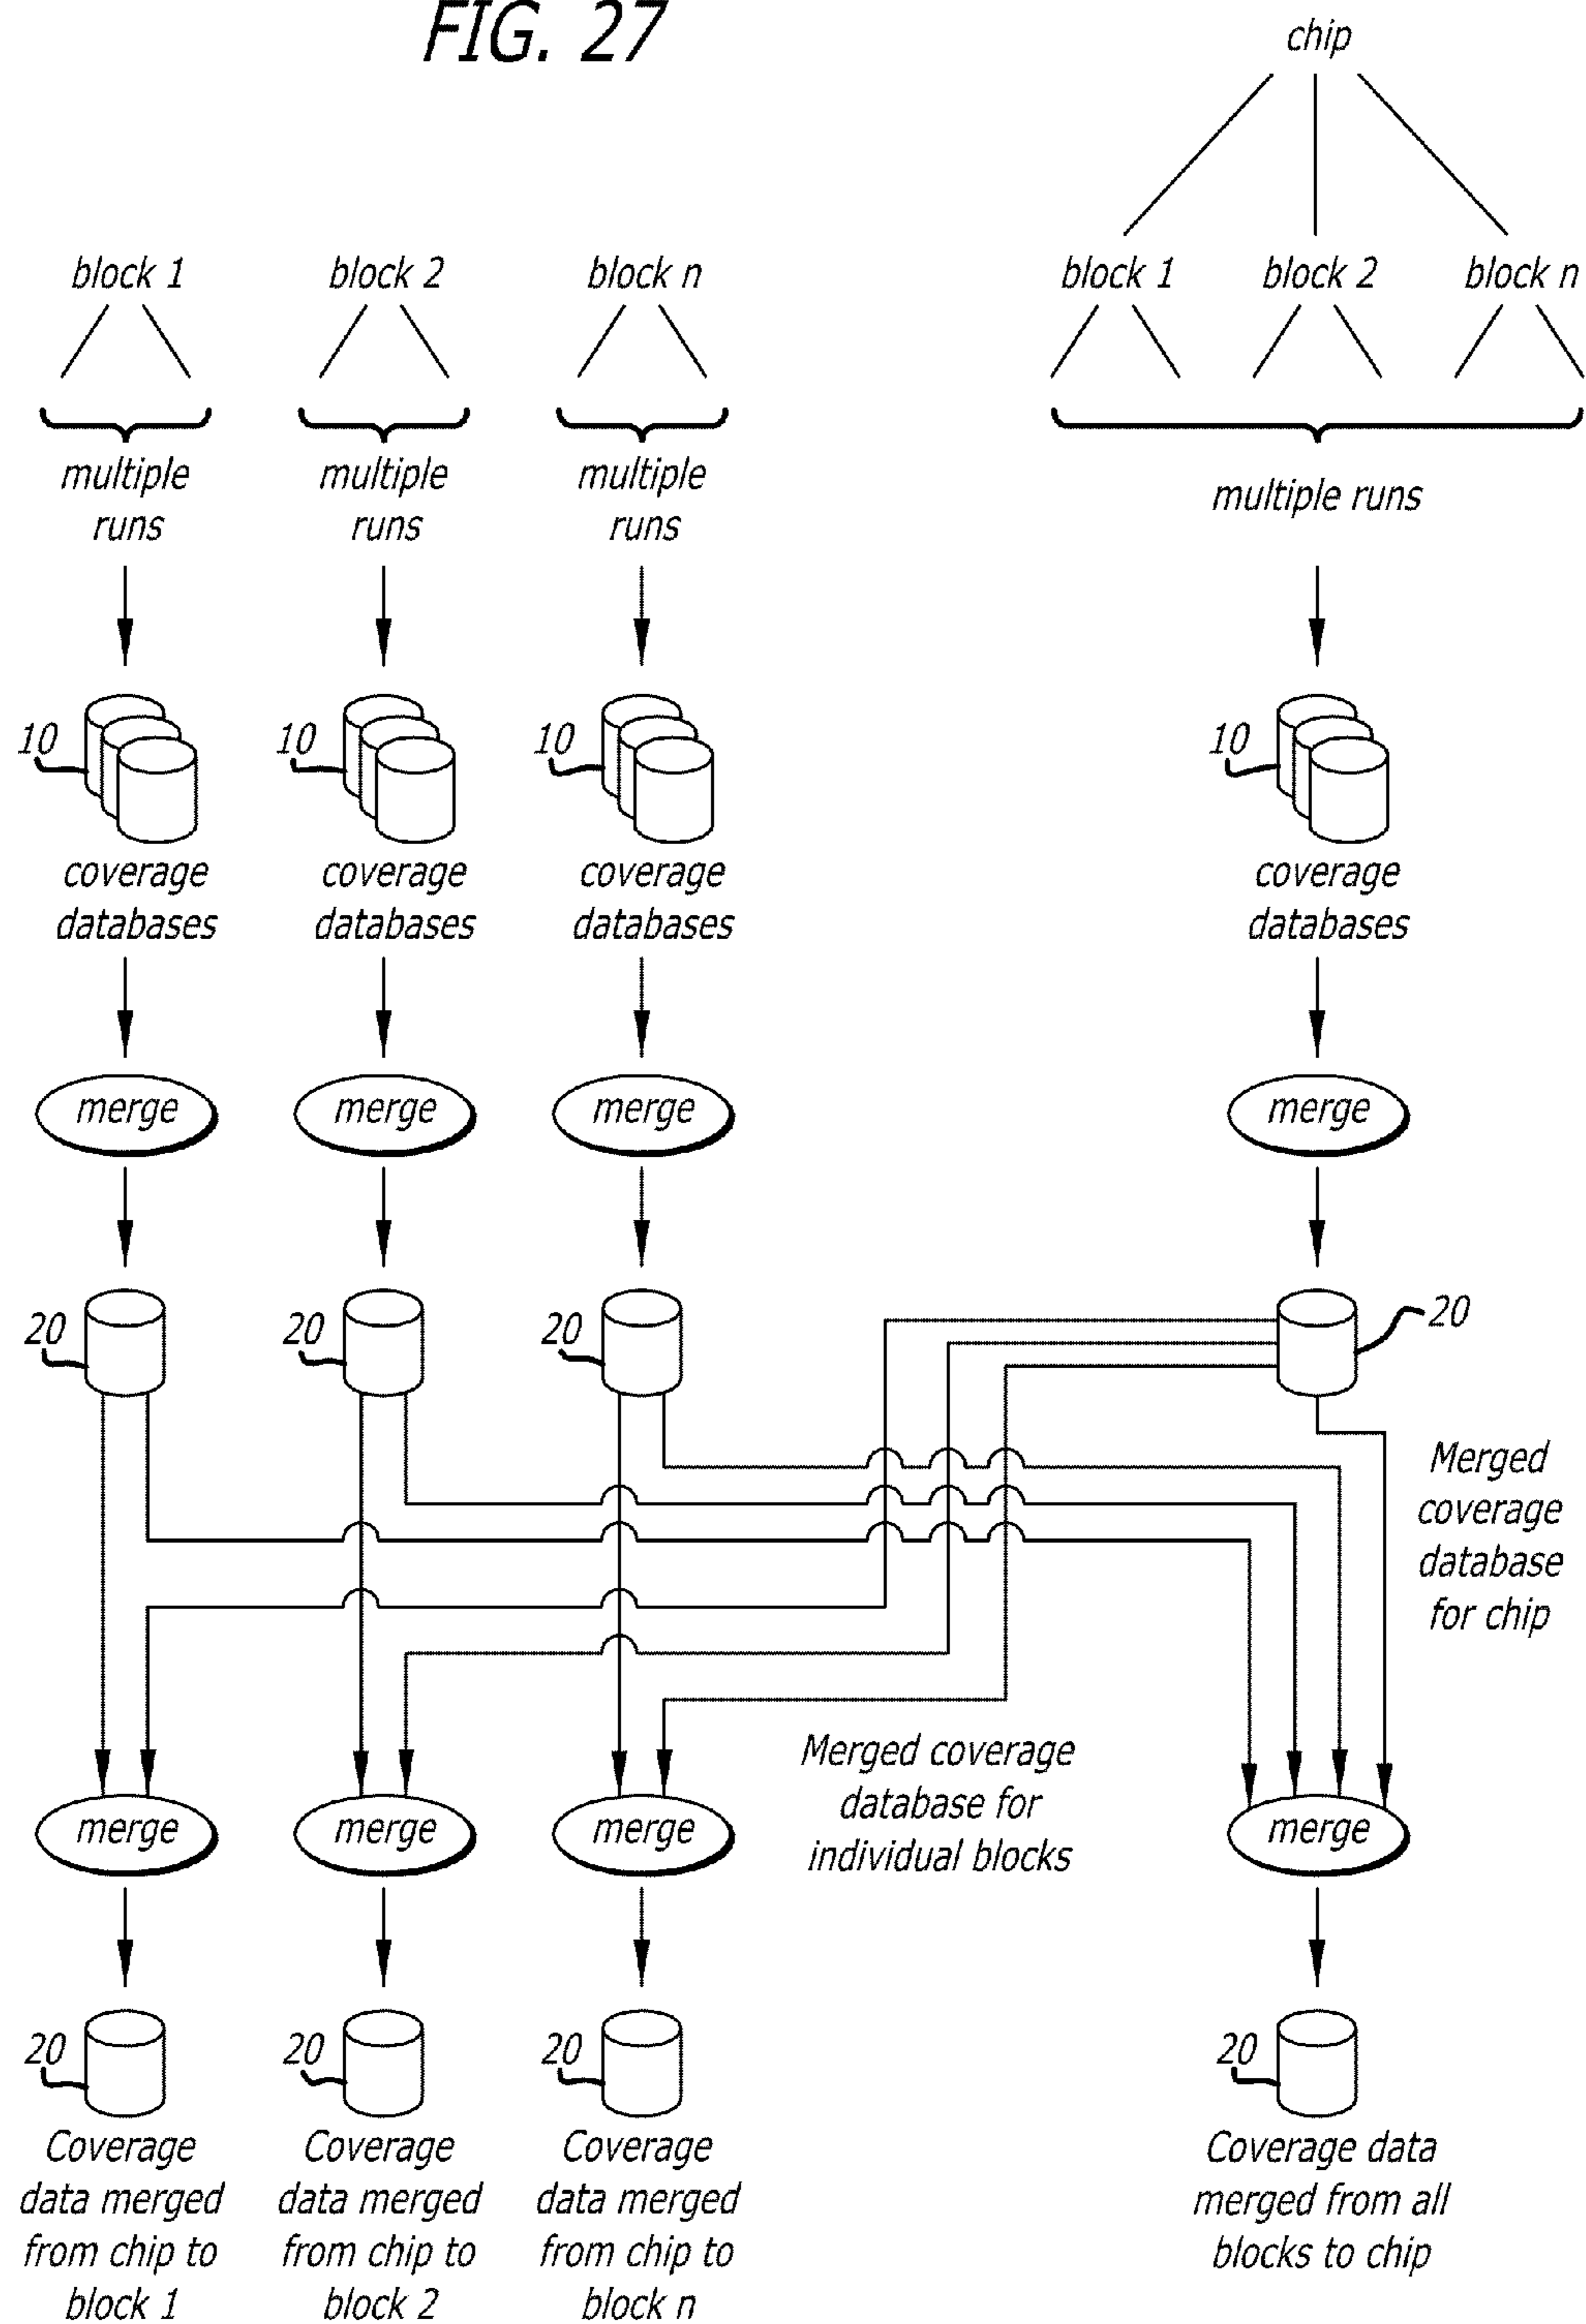 FIG. 27
chip
block 1
block 2
block n
block 1
block 2
block n
multiple
runs
multiple
runs
multiple
runs
multiple runs
10
10
10
10
coverage
databases
coverage
databases
coverage
databases
coverage
databases
merge
merge
merge
merge
20
20
20
20
Merged
coverage
database
for chip
Merged coverage
database for
individual blocks
merge
merge
merge
merge
20
20
20
20
Coverage
data merged
from chip to
block 1
Coverage
data merged
from chip to
block 2
Coverage
data merged
from chip to
block n
Coverage data
merged from all
blocks to chip